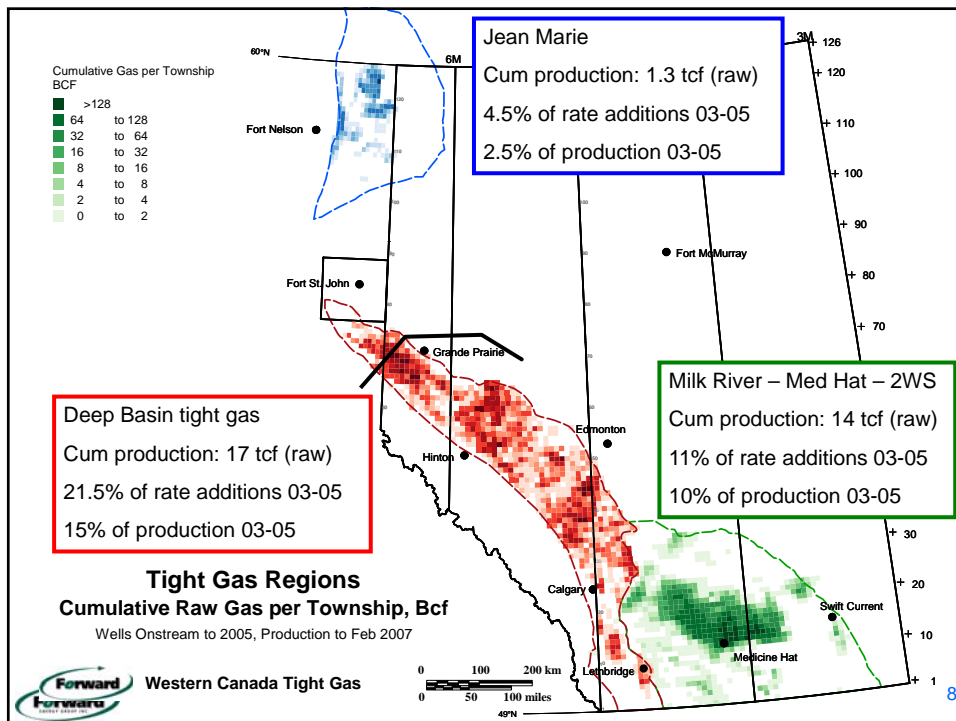 Jean Marie
Cum production: 1.3 tcf (raw)
4.5% of rate additions 03-05
2.5% of production 03-05
60°N
6M
3M
126
120
110
100
90
80
70
30
20
10
1
Cumulative Gas per Township
BCF
>128
64 to 128
32 to 64
16 to 32
8 to 16
4 to 8
2 to 4
0 to 2
Fort Nelson
Fort McMurray
Fort St. John
Grande Prairie
Milk River – Med Hat – 2WS
Cum production: 14 tcf (raw)
11% of rate additions 03-05
10% of production 03-05
Deep Basin tight gas
Cum production: 17 tcf (raw)
21.5% of rate additions 03-05
15% of production 03-05
Edmonton
Hinton
Calgary
Swift Current
Medicine Hat
Lethbridge
Tight Gas Regions
Cumulative Raw Gas per Township, Bcf
Wells Onstream to 2005, Production to Feb 2007
0 100 200 km
0 50 100 miles
49°N
Forward
Forward
ENERGY GROUP INC.
Western Canada Tight Gas
8